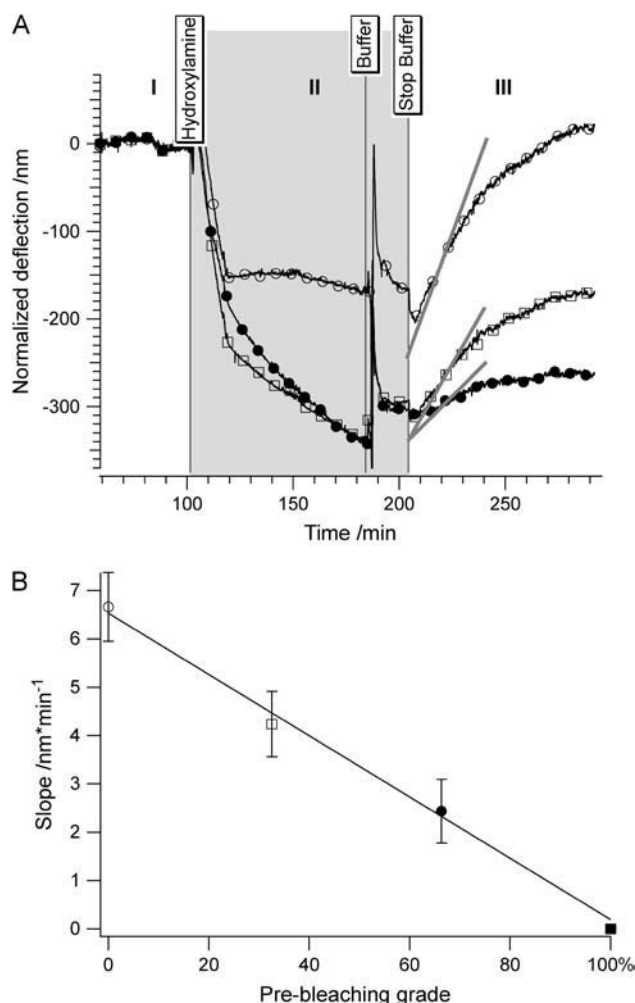 A
Hydroxylamine
Buffer
Stop Buffer
I
II
III
0
-100
-200
-300
Normalized deflection /nm
100
150
200
250
Time /min
B
7
6
5
4
3
2
1
0
Slope /nm*min-1
0
20
40
60
80
100%
Pre-bleaching grade